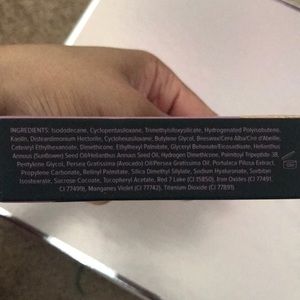 INGREDIENTS: Isododecane, Cyclopentasiloxane, Trimethylsiloxysilicate, Hydrogenated Polyisobutene,
Kaolin, Disteardimonium Hectorite, Cyclohexasiloxane, Butylene Glycol, Beeswax/Cera Alba/Cire d'Abeille,
Cetearyl Ethylhexanoate, Dimethicone, Ethylhexyl Palmitate, Glyceryl Behenate/Eicosadioate, Helianthus
Annuus (Sunflower) Seed Oil/Helianthus Annuus Seed Oil, Hydrogen Dimethicone, Palmitoyl Tripeptide-38,
Pentylene Glycol, Persea Gratissima (Avocado) Oil/Persea Gratissima Oil, Portulaca Pilosa Extract,
Propylene Carbonate, Retinyl Palmitate, Silica Dimethyl Silylate, Sodium Hyaluronate, Sorbitan
Isostearate, Sucrose Cocoate, Tocopheryl Acetate, Red 7 Lake (CI 15850), Iron Oxides (CI 77491,
CI 77499), Manganes Violet (CI 77742), Titanium Dioxide (CI 77891).